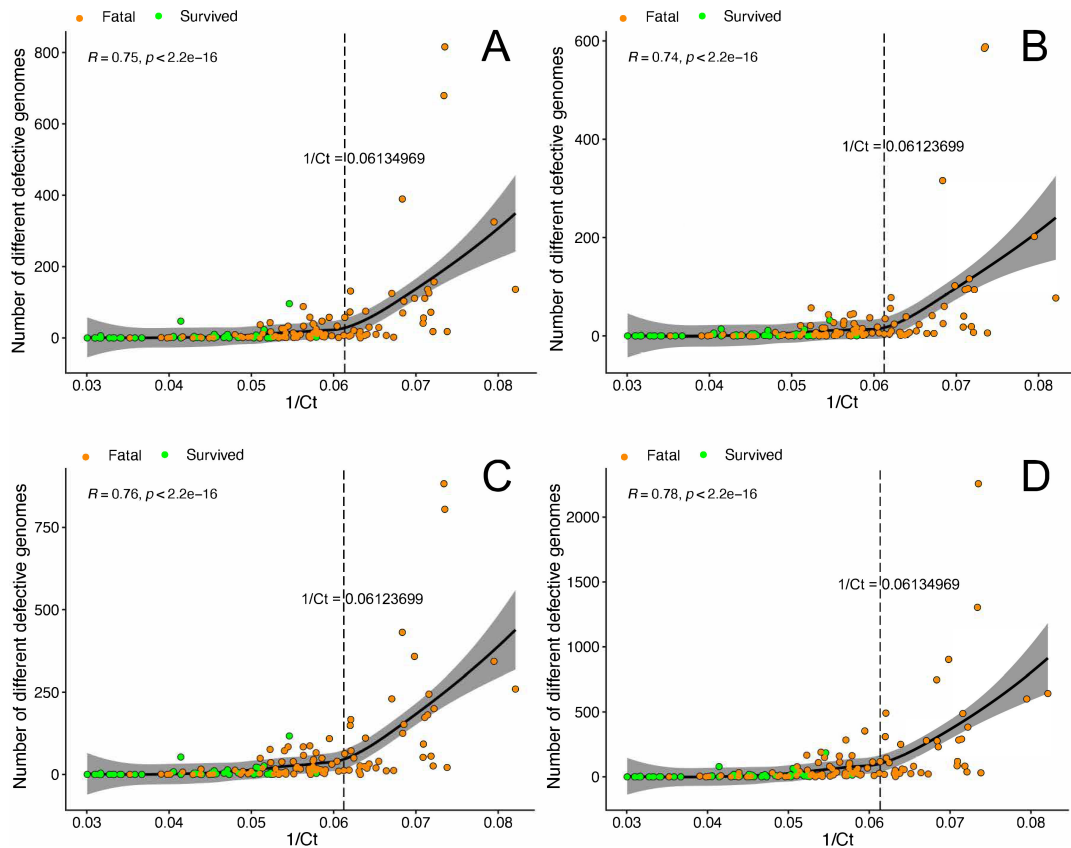 Fatal Survived
A
R = 0.75, p < 2.2e−16
1/Ct = 0.06134969
Number of different defective genomes
800
600
400
200
0
0.03 0.04 0.05 0.06 0.07 0.08
1/Ct
Fatal Survived
B
R = 0.74, p < 2.2e−16
1/Ct = 0.06123699
Number of different defective genomes
600
400
200
0
0.03 0.04 0.05 0.06 0.07 0.08
1/Ct
Fatal Survived
C
R = 0.76, p < 2.2e−16
1/Ct = 0.06123699
Number of different defective genomes
750
500
250
0
0.03 0.04 0.05 0.06 0.07 0.08
1/Ct
Fatal Survived
D
R = 0.78, p < 2.2e−16
1/Ct = 0.06134969
Number of different defective genomes
2000
1500
1000
500
0
0.03 0.04 0.05 0.06 0.07 0.08
1/Ct